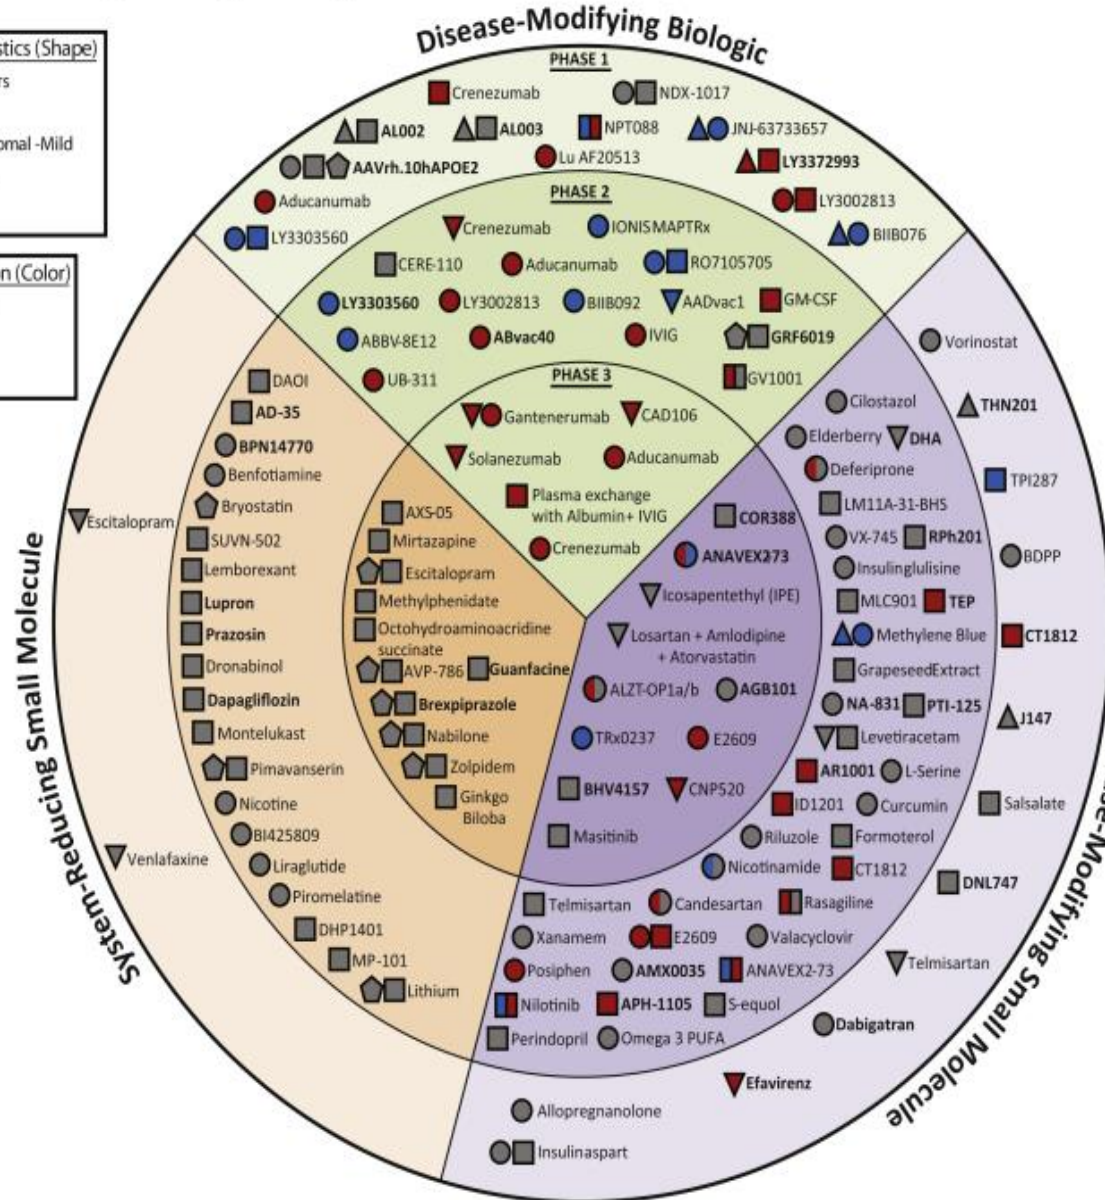 Disease-Modifying Biologic
stics (Shape)
rs
omal -Mild
n (Color)
PHASE 1
Crenezumab
NDX-1017
AL002
AL003
NPT088
JNJ-63733657
Lu AF20513
LY3372993
AAVrh.10hAPOE2
Aducanumab
LY3002813
LY3303560
BIIB076
PHASE 2
Crenezumab
IONISMAPTRx
CERE-110
Aducanumab
RO7105705
LY3303560
LY3002813
BIIB092
AADvac1
GM-CSF
ABBV-8E12
ABvac40
IVIG
GRF6019
UB-311
GV1001
PHASE 3
Gantenerumab
CAD106
Solanezumab
Aducanumab
Plasma exchange
with Albumin+ IVIG
Crenezumab
System-Reducing Small Molecule
Escitalopram
Venlafaxine
DAOI
AD-35
BPN14770
Benfotiamine
Bryostatin
SUVN-502
Lemborexant
Lupron
Prazosin
Dronabinol
Dapagliflozin
Montelukast
Pimavanserin
Nicotine
BI425809
Liraglutide
Piromelatine
DHP1401
MP-101
Lithium
AXS-05
Mirtazapine
Escitalopram
Methylphenidate
Octohydroaminoacridine
succinate
AVP-786
Guanfacine
Brexpiprazole
Nabilone
Zolpidem
Ginkgo
Biloba
COR388
ANAVEX2-73
Icosapentethyl (IPE)
Losartan + Amlodipine
+ Atorvastatin
ALZT-OP1a/b
AGB101
TRx0237
E2609
BHV4157
CNP520
Masitinib
Cilostazol
Elderberry
DHA
Deferiprone
LM11A-31-BHS
VX-745
RPh201
Insulinglulisine
MLC901
TEP
Methylene Blue
GrapeseedExtract
NA-831
PTI-125
Levetiracetam
AR1001
L-Serine
ID1201
Curcumin
Riluzole
Formoterol
Nicotinamide
CT1812
Telmisartan
Candesartan
Rasagiline
Xanamem
E2609
Valacyclovir
Posiphen
AMX0035
ANAVEX2-73
Nilotinib
APH-1105
S-equol
Perindopril
Omega 3 PUFA
Vorinostat
THN201
TPI287
BDPP
CT1812
J147
Salsalate
DNL747
Telmisartan
Dabigatran
Efavirenz
Allopregnanolone
Insulinaspart
se-Modifying Small Molecule